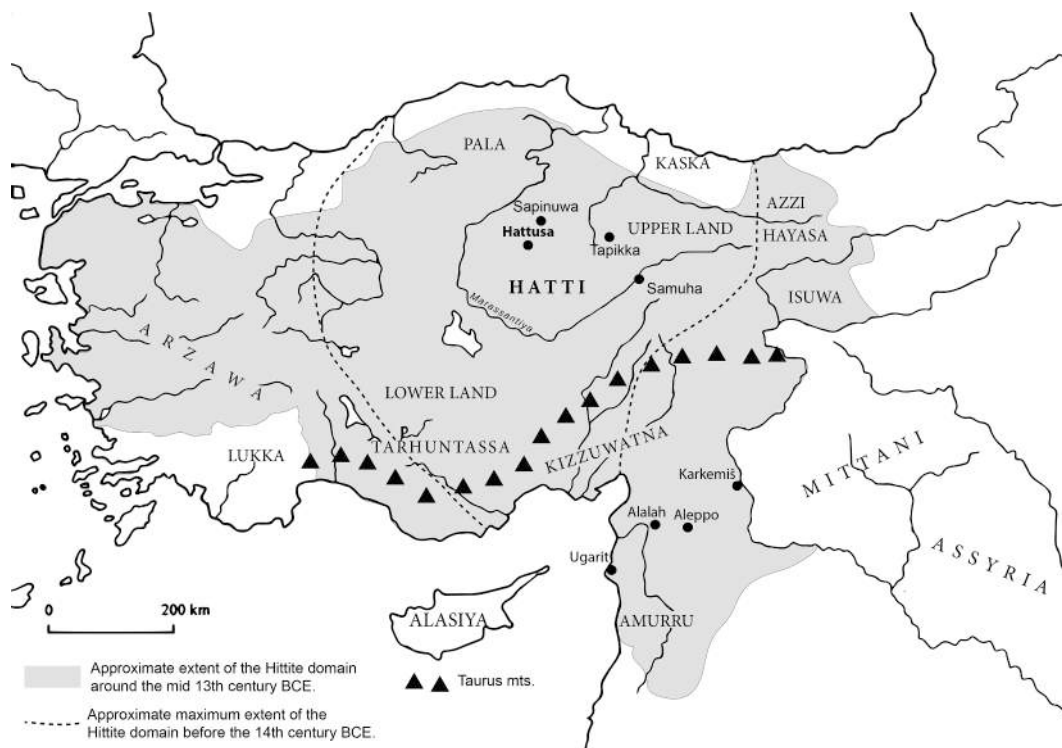 PALA
KASKA
AZZI
Sapinuwa
Hattusa
UPPER LAND
HAYASA
Tapikka
HATTI
Samuha
ISUWA
Marassantiya
ARZAWA
LOWER LAND
P
TARHUNTASSA
LUKKA
KIZZUWATNA
MITTANI
Karkemiš
Alalah
Aleppo
ASSYRIA
Ugarit
0
200 km
ALASIYA
AMURRU
Approximate extent of the Hittite domain
around the mid 13th century BCE.
Taurus mts.
Approximate maximum extent of the
Hittite domain before the 14th century BCE.